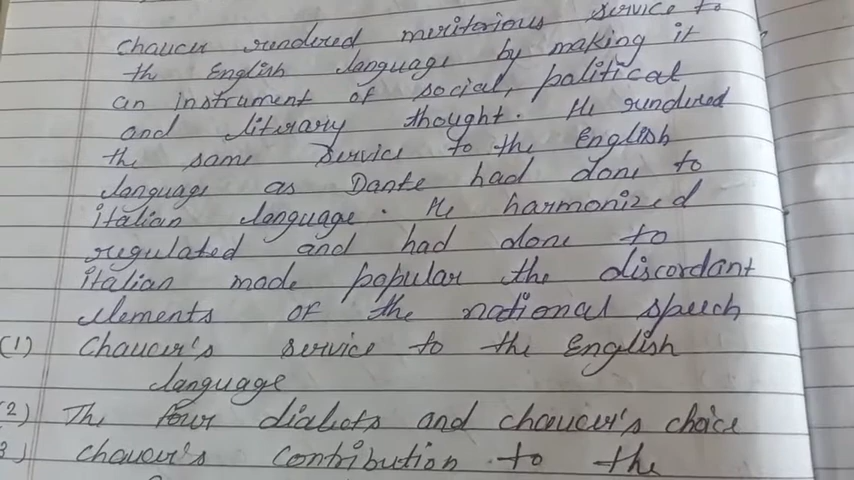 Chaucer rendered meritorious service to
the English language by making it
an instrument of social, political
and literary thought. He rendered
the same service to the English
language as Dante had done to
italian language. He harmonized
regulated and had done to
italian made popular the discordant
elements of the national speech
(1) Chaucer's service to the English
language
(2) The four dialects and chaucer's choice
3) Chaucer's contribution to the